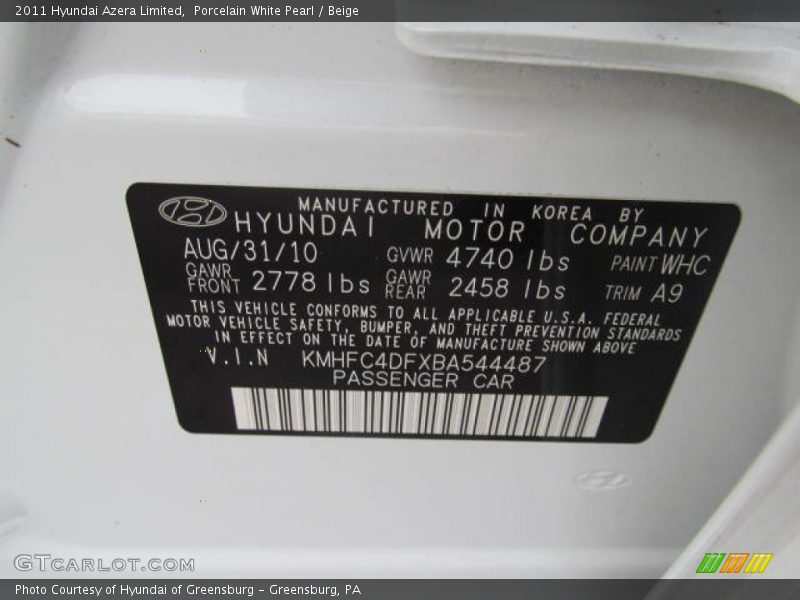 2011 Hyundai Azera Limited, Porcelain White Pearl / Beige
MANUFACTURED IN KOREA BY
HYUNDAI MOTOR COMPANY
AUG/31/10 GVWR 4740 lbs PAINT WHC
GAWR FRONT 2778 lbs GAWR REAR 2458 lbs TRIM A9
THIS VEHICLE CONFORMS TO ALL APPLICABLE U.S.A. FEDERAL
MOTOR VEHICLE SAFETY, BUMPER, AND THEFT PREVENTION STANDARDS
IN EFFECT ON THE DATE OF MANUFACTURE SHOWN ABOVE
V.I.N KMHFC4DFXBA544487
PASSENGER CAR
GTCARLOT.COM
Photo Courtesy of Hyundai of Greensburg - Greensburg, PA